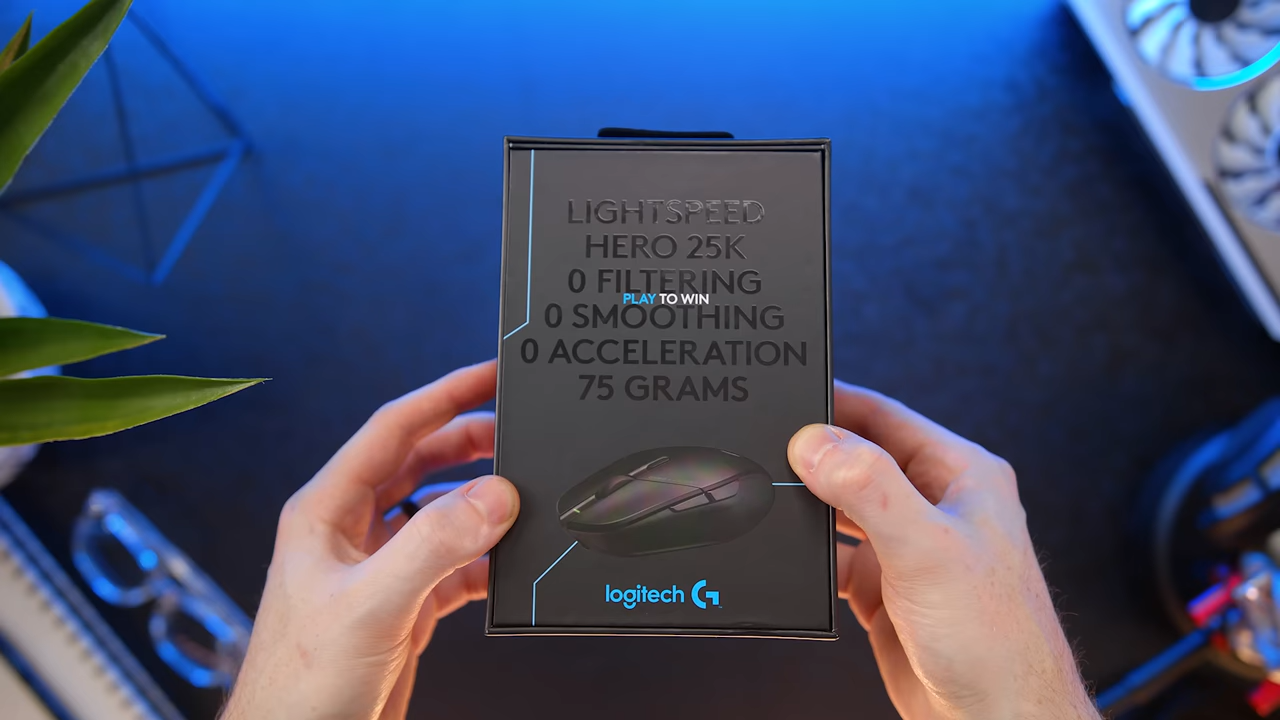 LIGHTSPEED
HERO 25K
0 FILTERING
PLAY TO WIN
0 SMOOTHING
0 ACCELERATION
75 GRAMS
logitech G